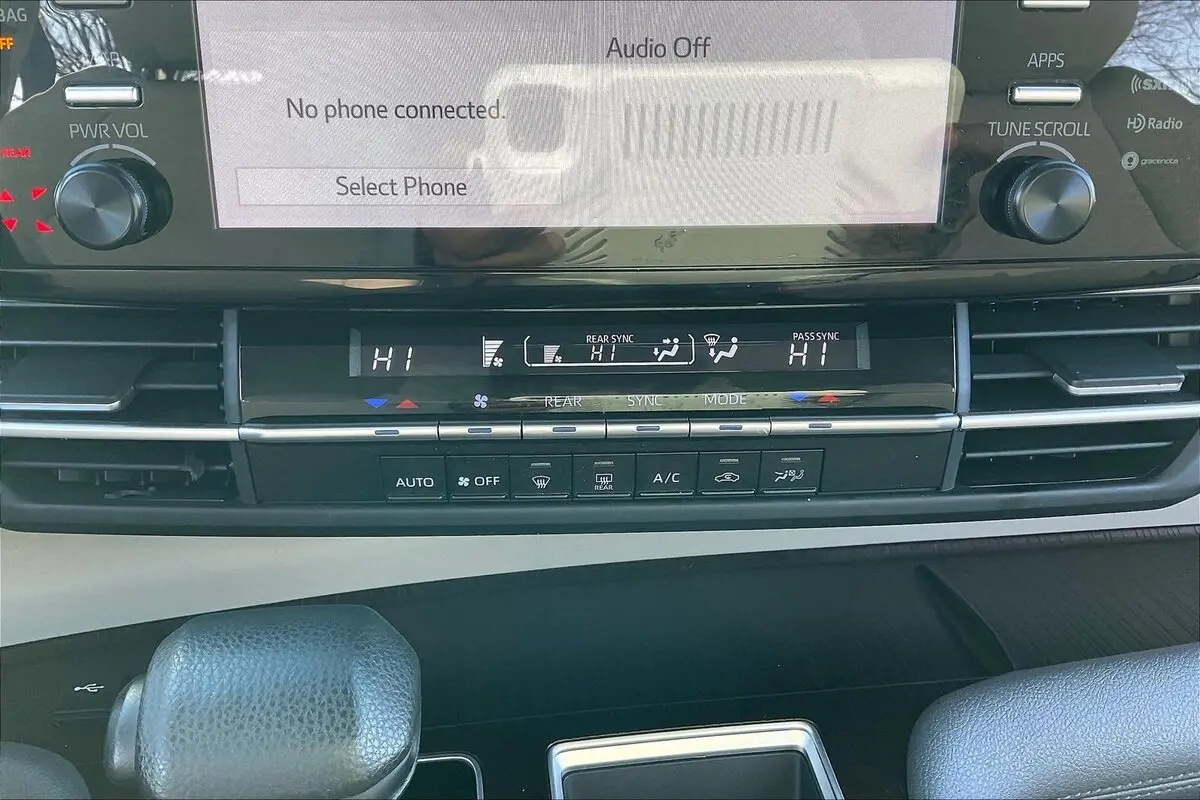 BAG
FF
Audio Off
APPS
No phone connected.
PWR VOL
TUNE SCROLL
HD Radio
REAR
gracenote
Select Phone
REAR SYNC
PASS SYNC
HI
HI
HI
REAR
SYNC
MODE
AUTO
OFF
REAR
A/C